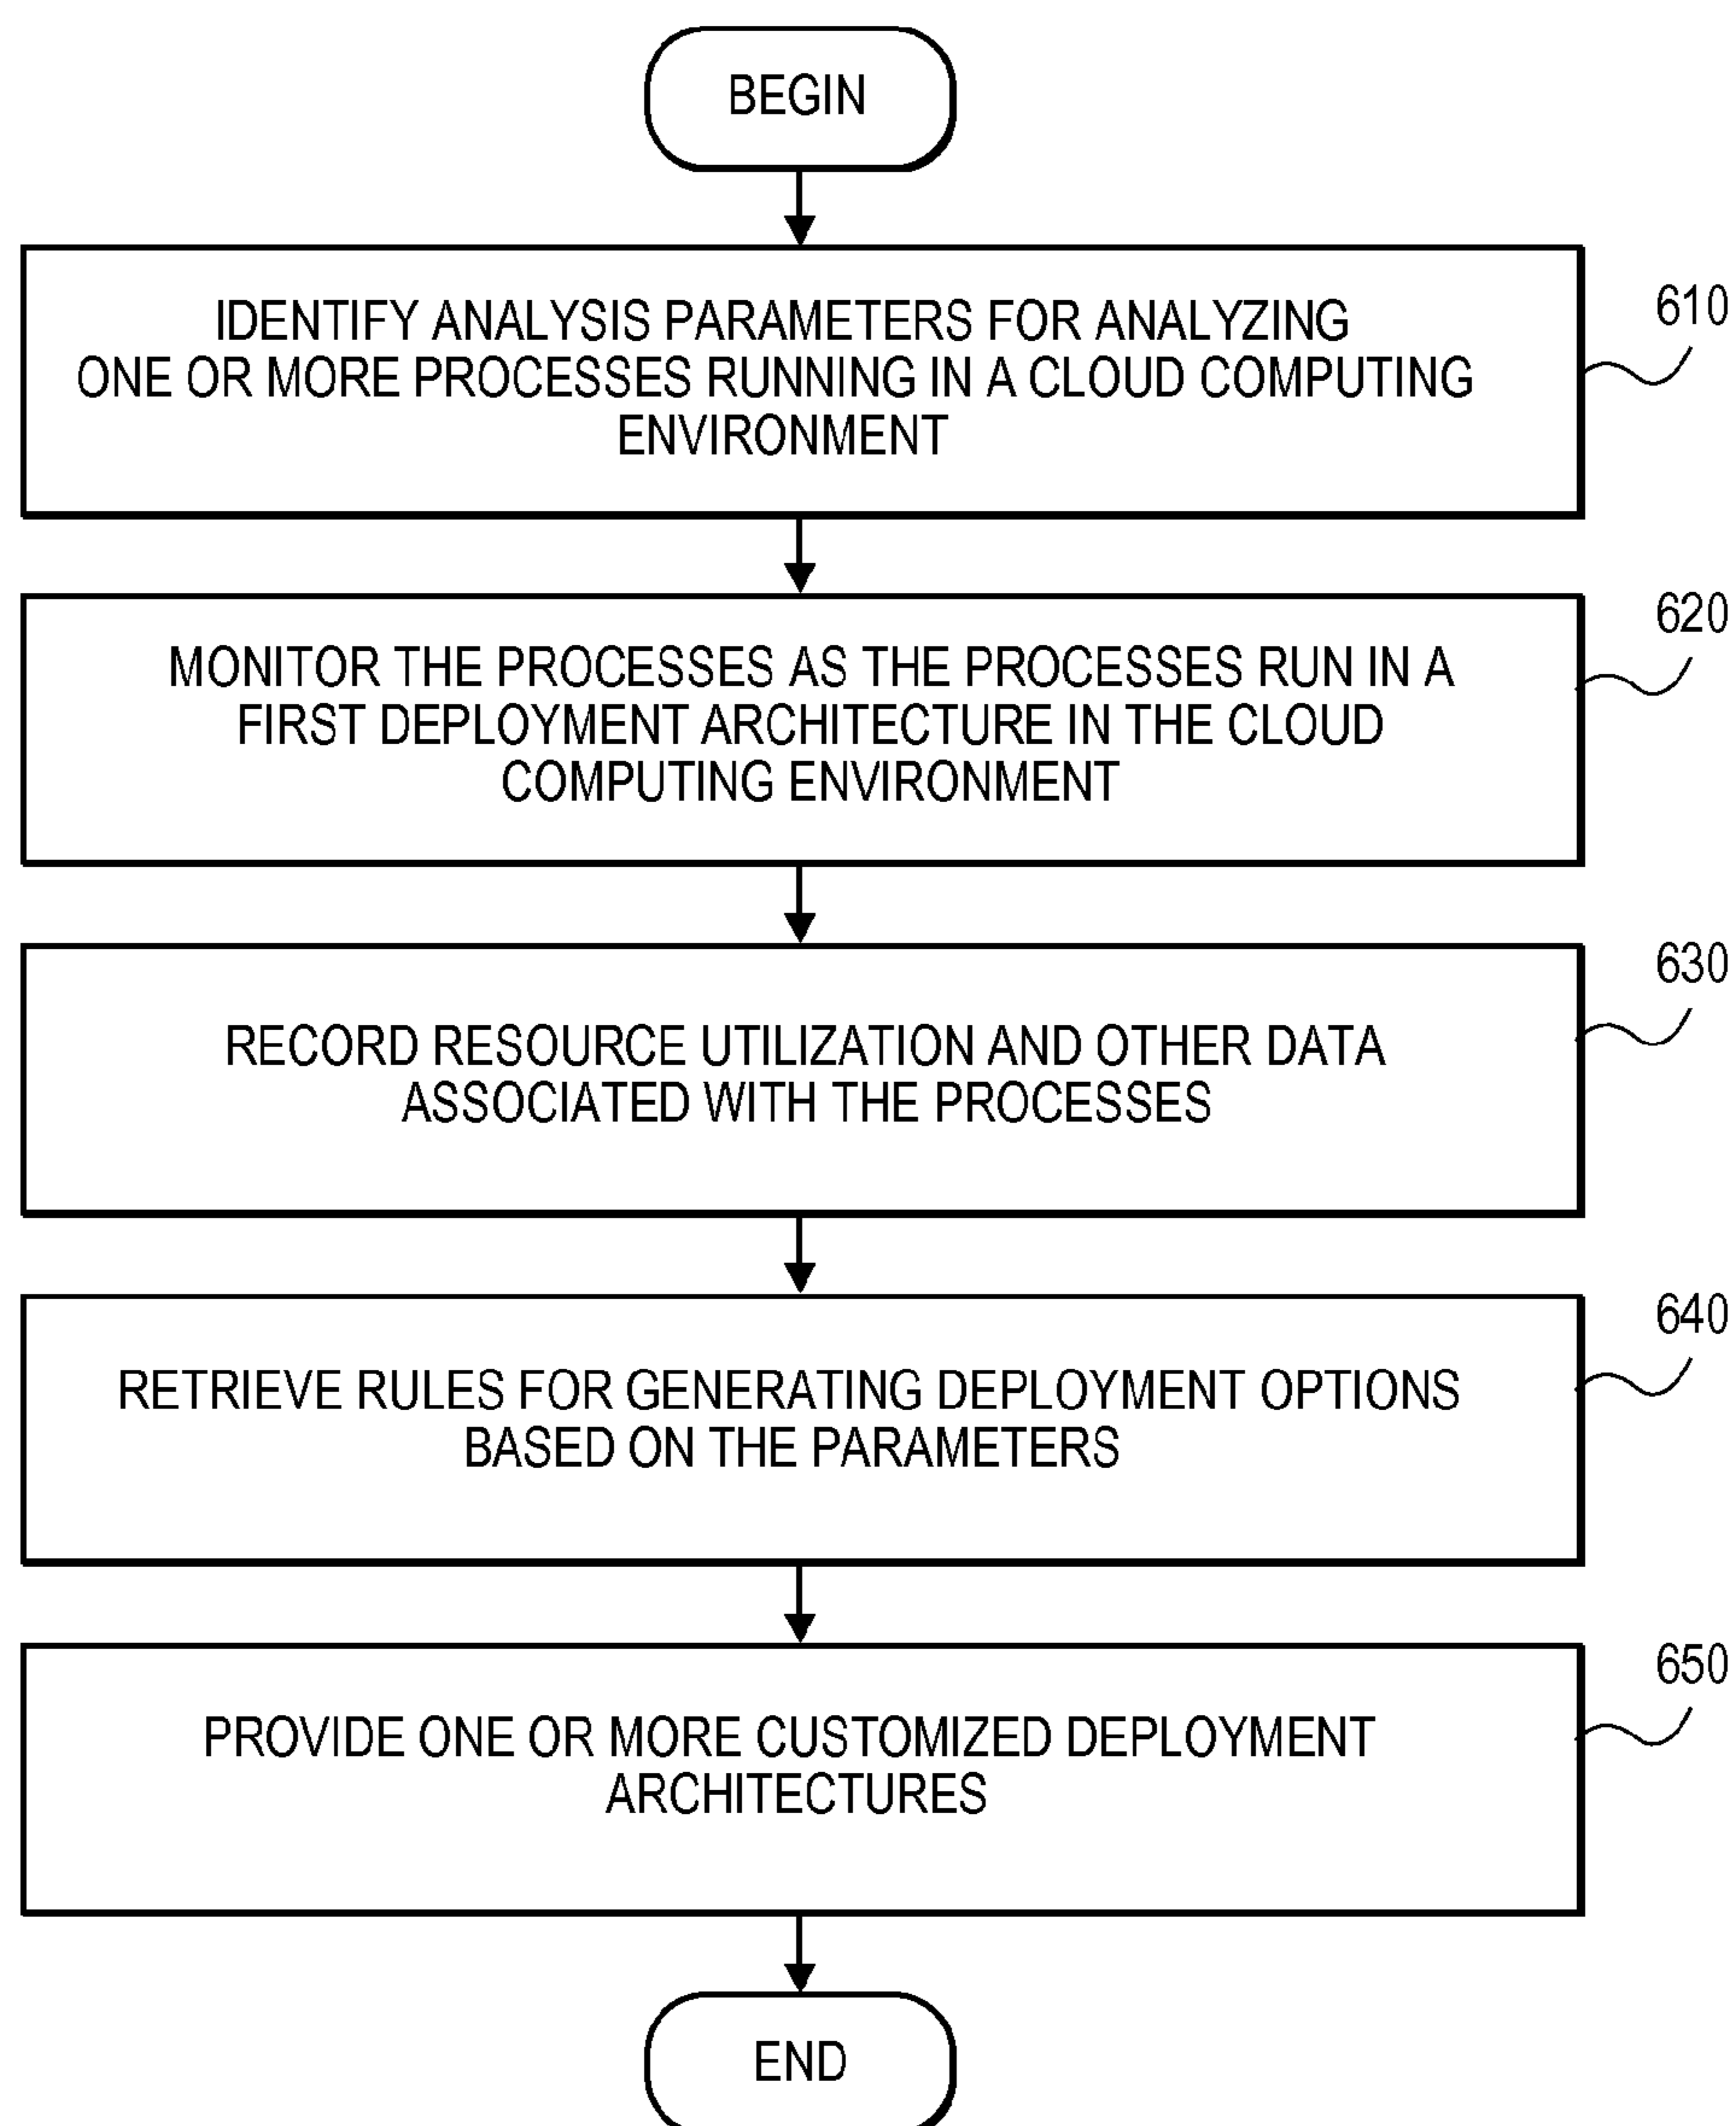 BEGIN
IDENTIFY ANALYSIS PARAMETERS FOR ANALYZING
ONE OR MORE PROCESSES RUNNING IN A CLOUD COMPUTING
ENVIRONMENT
610
MONITOR THE PROCESSES AS THE PROCESSES RUN IN A
FIRST DEPLOYMENT ARCHITECTURE IN THE CLOUD
COMPUTING ENVIRONMENT
620
RECORD RESOURCE UTILIZATION AND OTHER DATA
ASSOCIATED WITH THE PROCESSES
630
RETRIEVE RULES FOR GENERATING DEPLOYMENT OPTIONS
BASED ON THE PARAMETERS
640
PROVIDE ONE OR MORE CUSTOMIZED DEPLOYMENT
ARCHITECTURES
650
END